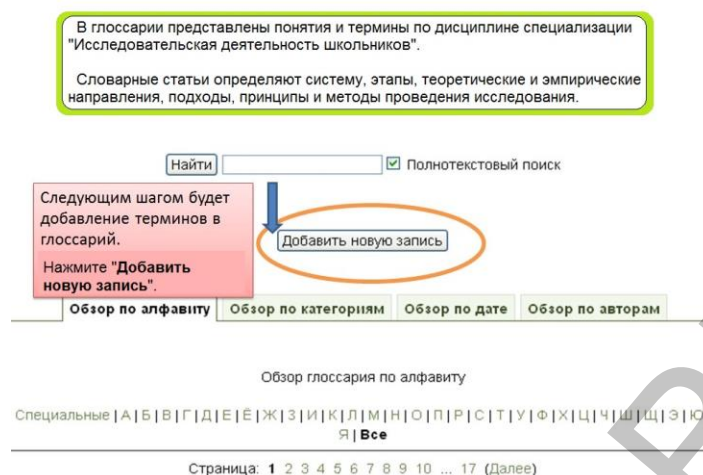 В глоссарии представлены понятия и термины по дисциплине специализации
"Исследовательская деятельность школьников".
Словарные статьи определяют систему, этапы, теоретические и эмпирические
направления, подходы, принципы и методы проведения исследования.
Найти Полнотекстовый поиск
Следующим шагом будет
добавление терминов в
глоссарий.
Нажмите "Добавить
новую запись".
Добавить новую запись
Обзор по алфавиту Обзор по категориям Обзор по дате Обзор по авторам
Обзор глоссария по алфавиту
Специальные | А | Б | В | Г | Д | Е | Ё | Ж | З | И | К | Л | М | Н | О | П | Р | С | Т | У | Ф | Х | Ц | Ч | Ш | Щ | Э | Ю
Я | Все
Страница: 1 2 3 4 5 6 7 8 9 10 ... 17 (Далее)